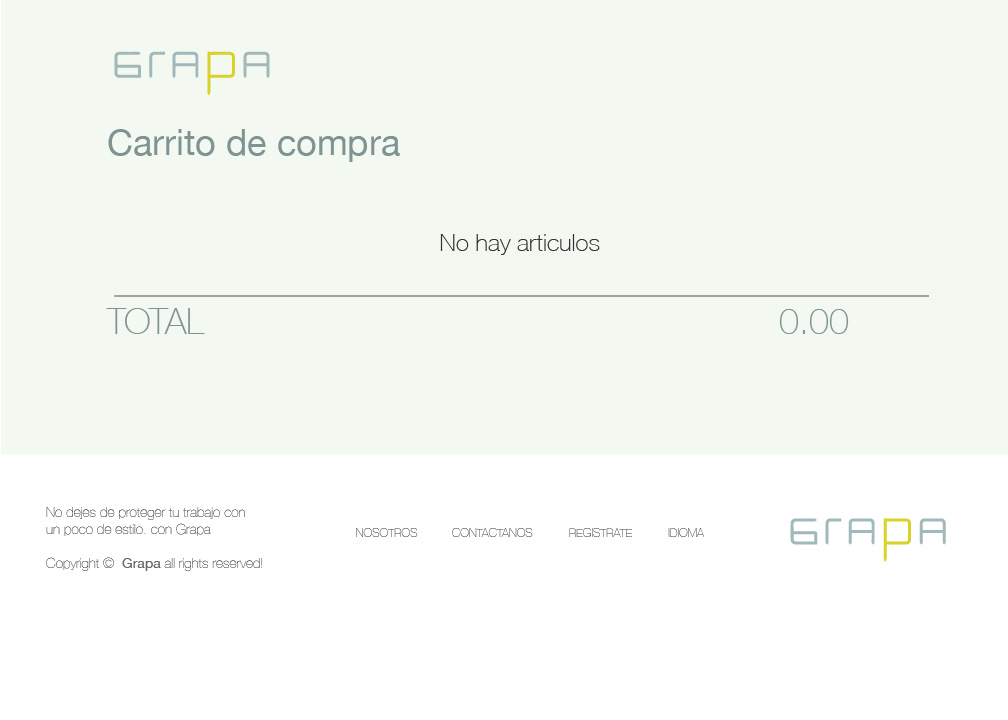 Grapa
Carrito de compra
No hay articulos
TOTAL 0.00
No dejes de proteger tu trabajo con
un poco de estilo. con Grapa
Copyright © Grapa all rights reserved!
NOSOTROS CONTACTANOS REGISTRATE IDIOMA
Grapa